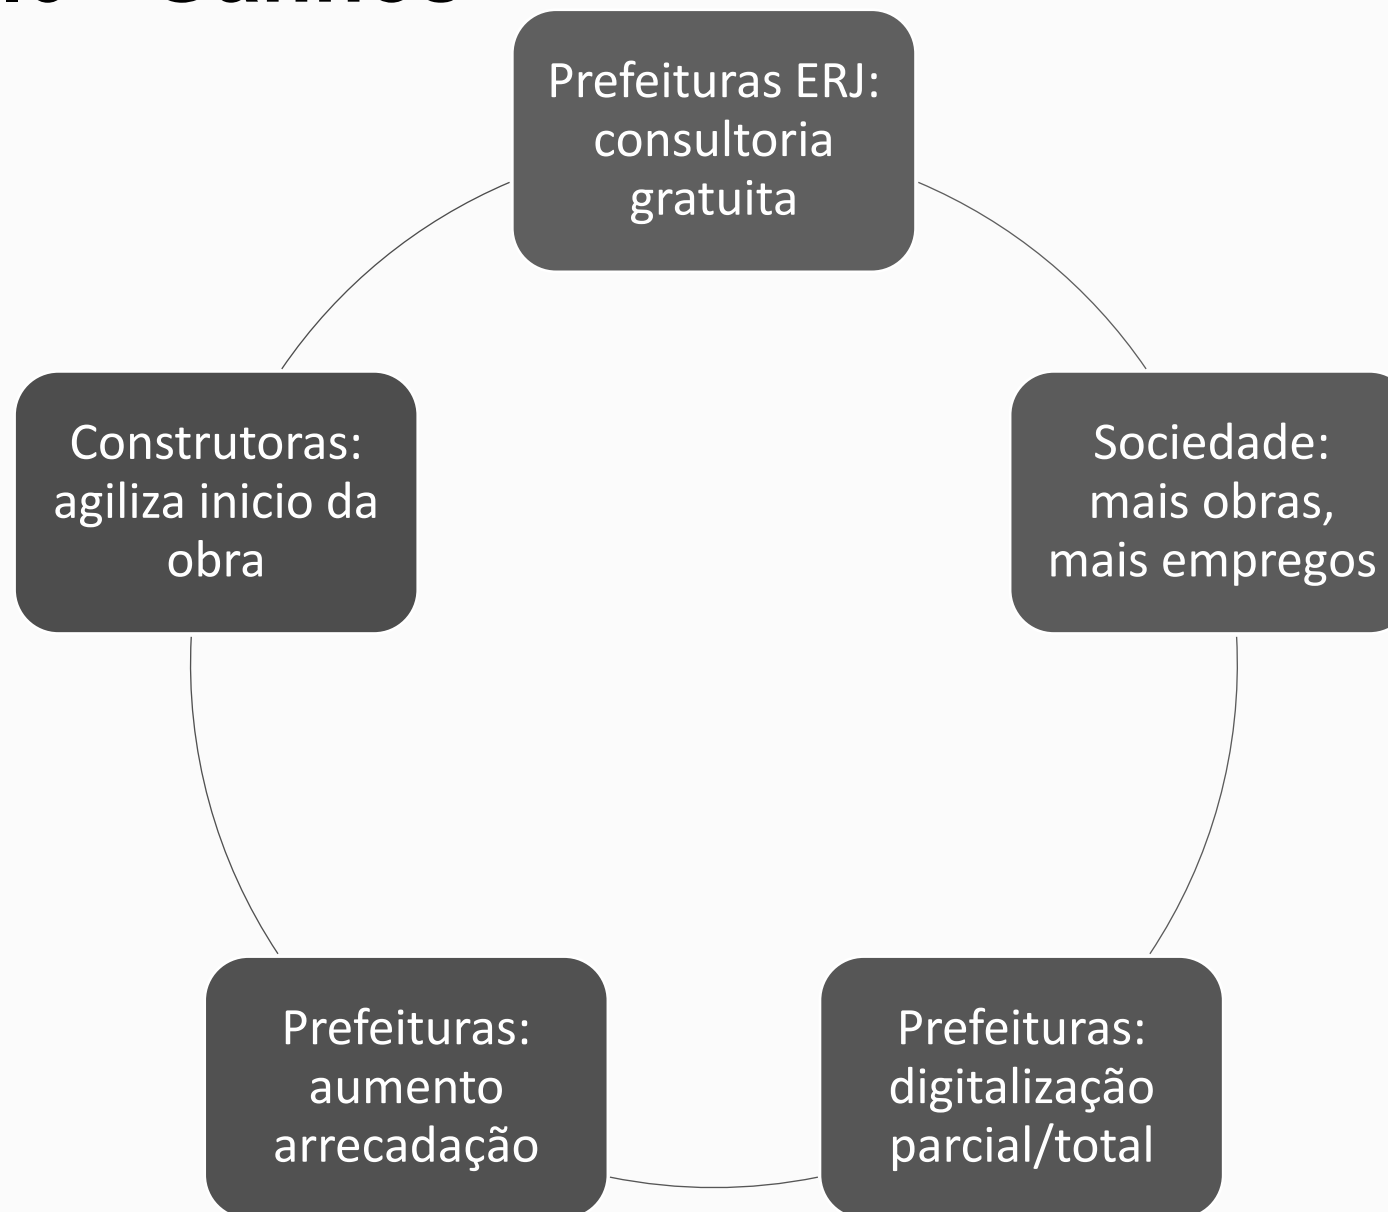 Prefeituras ERJ:
consultoria
gratuita
Sociedade:
mais obras,
mais empregos
Prefeituras:
digitalização
parcial/total
Prefeituras:
aumento
arrecadação
Construtoras:
agiliza inicio da
obra